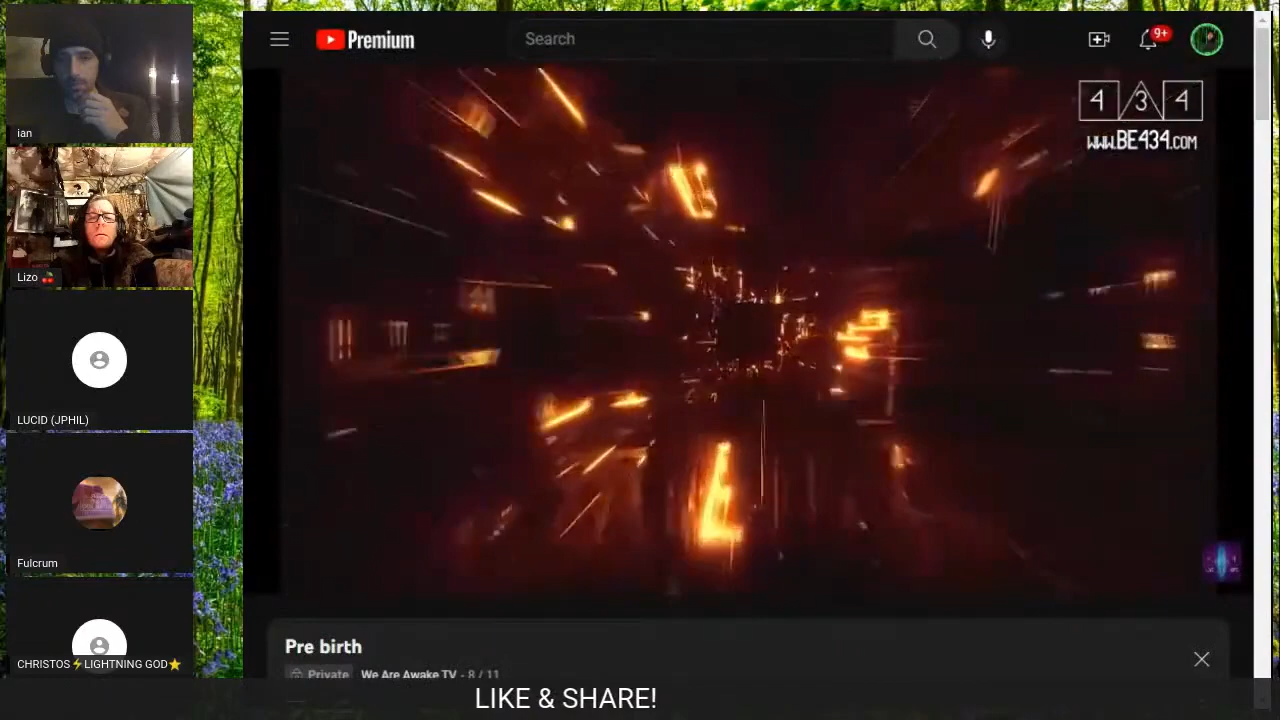 ian
Lizo
LUCID (JPHIL)
Fulcrum
CHRISTOS⚡LIGHTNING GOD⭐
Premium
Search
9+
4 3 4
www.BE434.com
Pre birth
Private We Are Awake TV - 8 / 11
LIKE & SHARE!